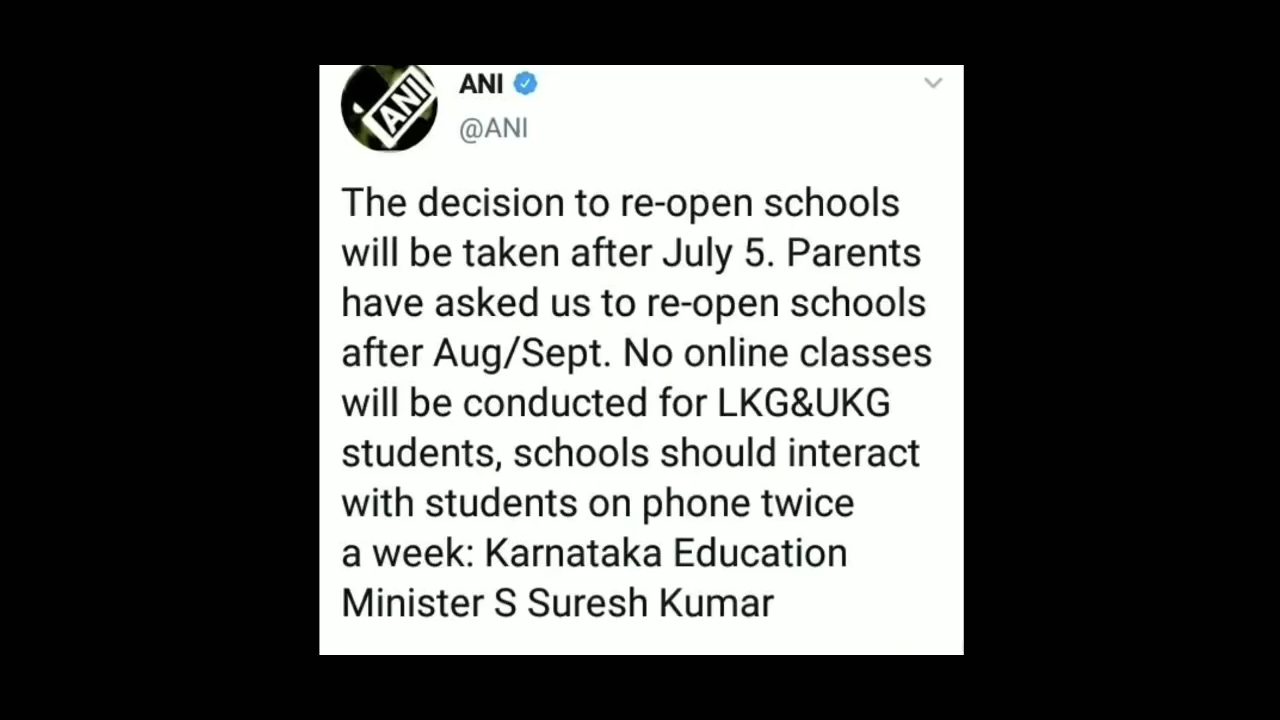 ANI
ANI
@ANI
The decision to re-open schools
will be taken after July 5. Parents
have asked us to re-open schools
after Aug/Sept. No online classes
will be conducted for LKG&UKG
students, schools should interact
with students on phone twice
a week: Karnataka Education
Minister S Suresh Kumar